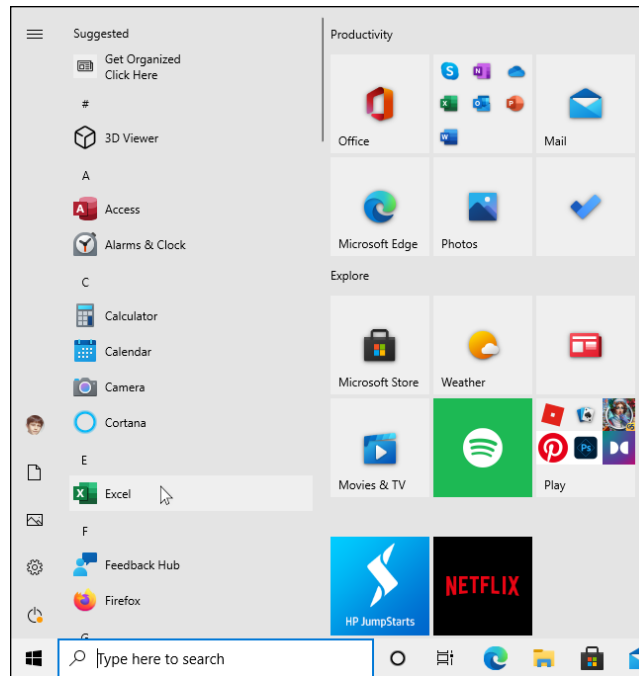 Suggested
Get Organized
Click Here
#
3D Viewer
A
Access
Alarms & Clock
C
Calculator
Calendar
Camera
Cortana
E
Excel
F
Feedback Hub
Firefox
Productivity
Office
Mail
Microsoft Edge
Photos
Explore
Microsoft Store
Weather
Movies & TV
Play
HP JumpStarts
NETFLIX
Type here to search